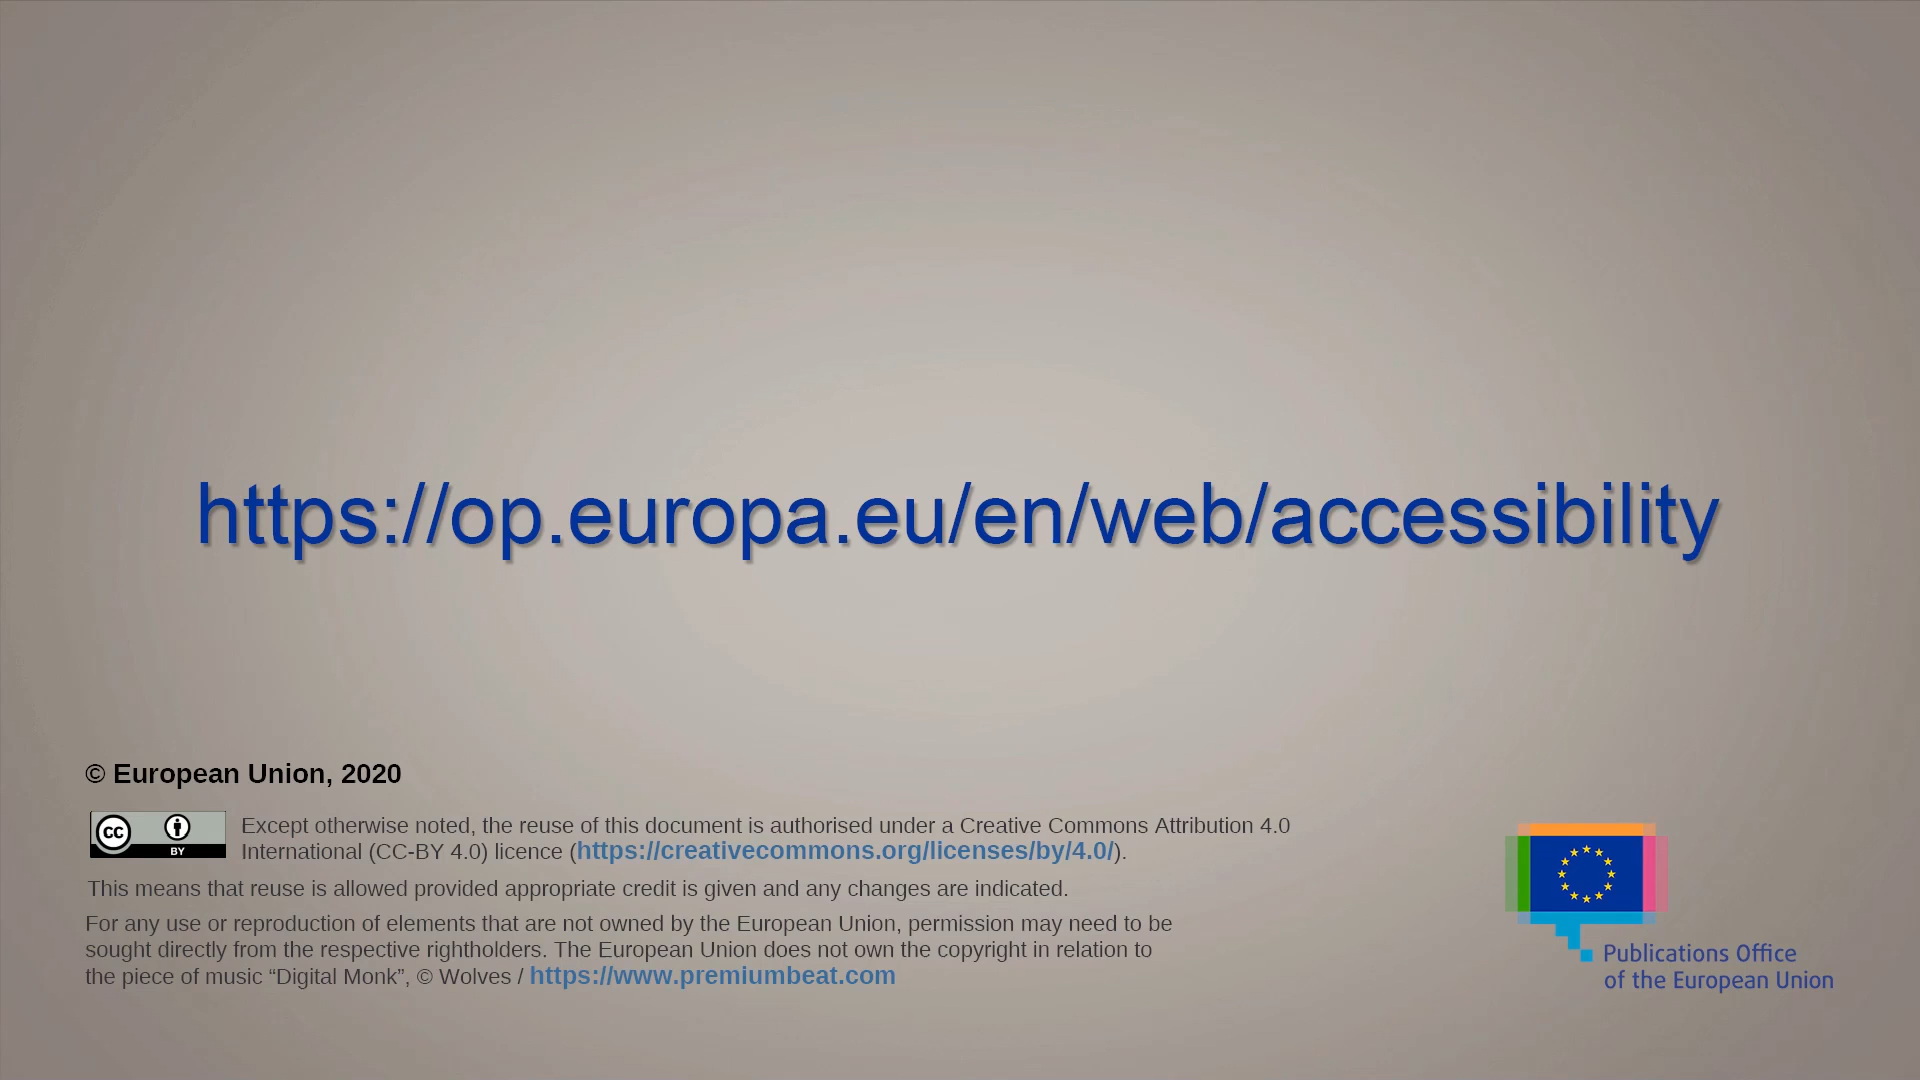 https://op.europa.eu/en/web/accessibility
© European Union, 2020
cc BY
Except otherwise noted, the reuse of this document is authorised under a Creative Commons Attribution 4.0
International (CC-BY 4.0) licence (https://creativecommons.org/licenses/by/4.0/).
This means that reuse is allowed provided appropriate credit is given and any changes are indicated.
For any use or reproduction of elements that are not owned by the European Union, permission may need to be
sought directly from the respective rightholders. The European Union does not own the copyright in relation to
the piece of music “Digital Monk”, © Wolves / https://www.premiumbeat.com
Publications Office
of the European Union